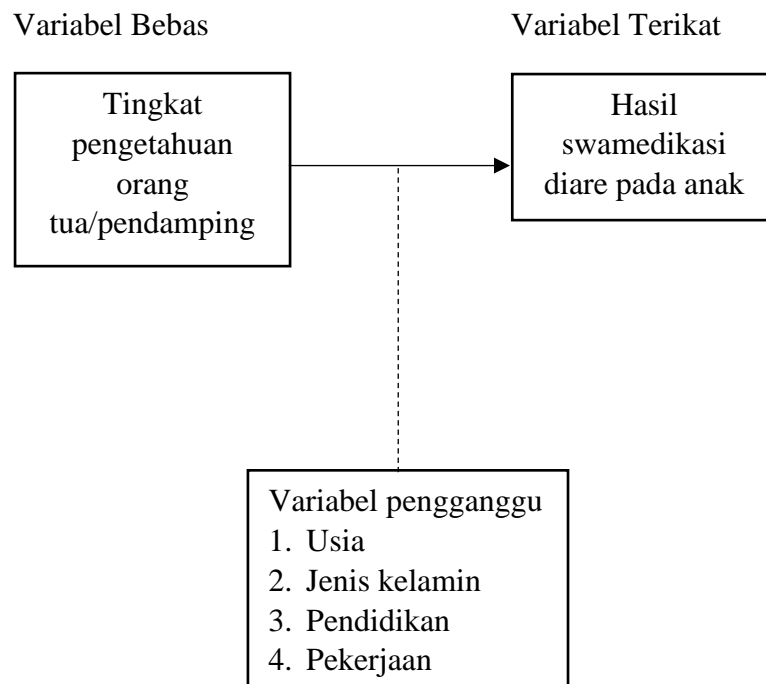 Variabel Bebas
Variabel Terikat
Tingkat
pengetahuan
orang
tua/pendamping
Hasil
swamedikasi
diare pada anak
Variabel pengganggu
1. Usia
2. Jenis kelamin
3. Pendidikan
4. Pekerjaan